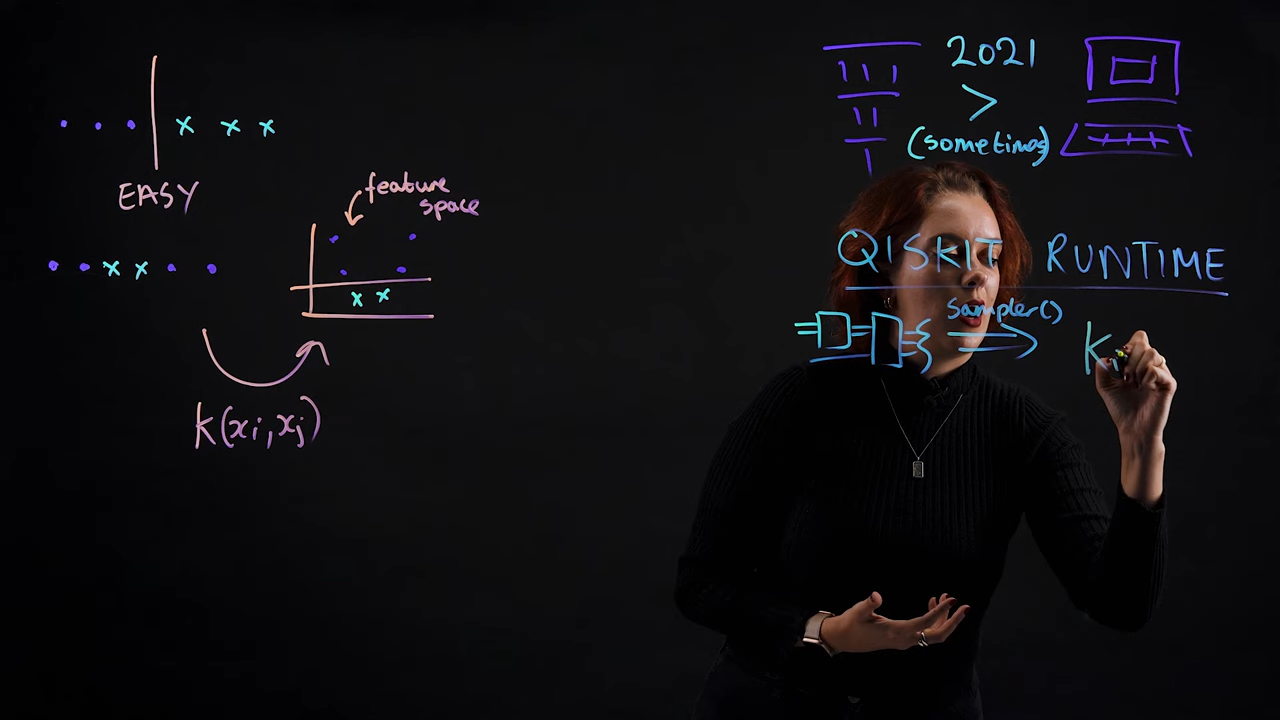 EASY
feature
space
k(xi,xj)
2021
>
(sometimes)
QISKIT RUNTIME
Sampler()
K